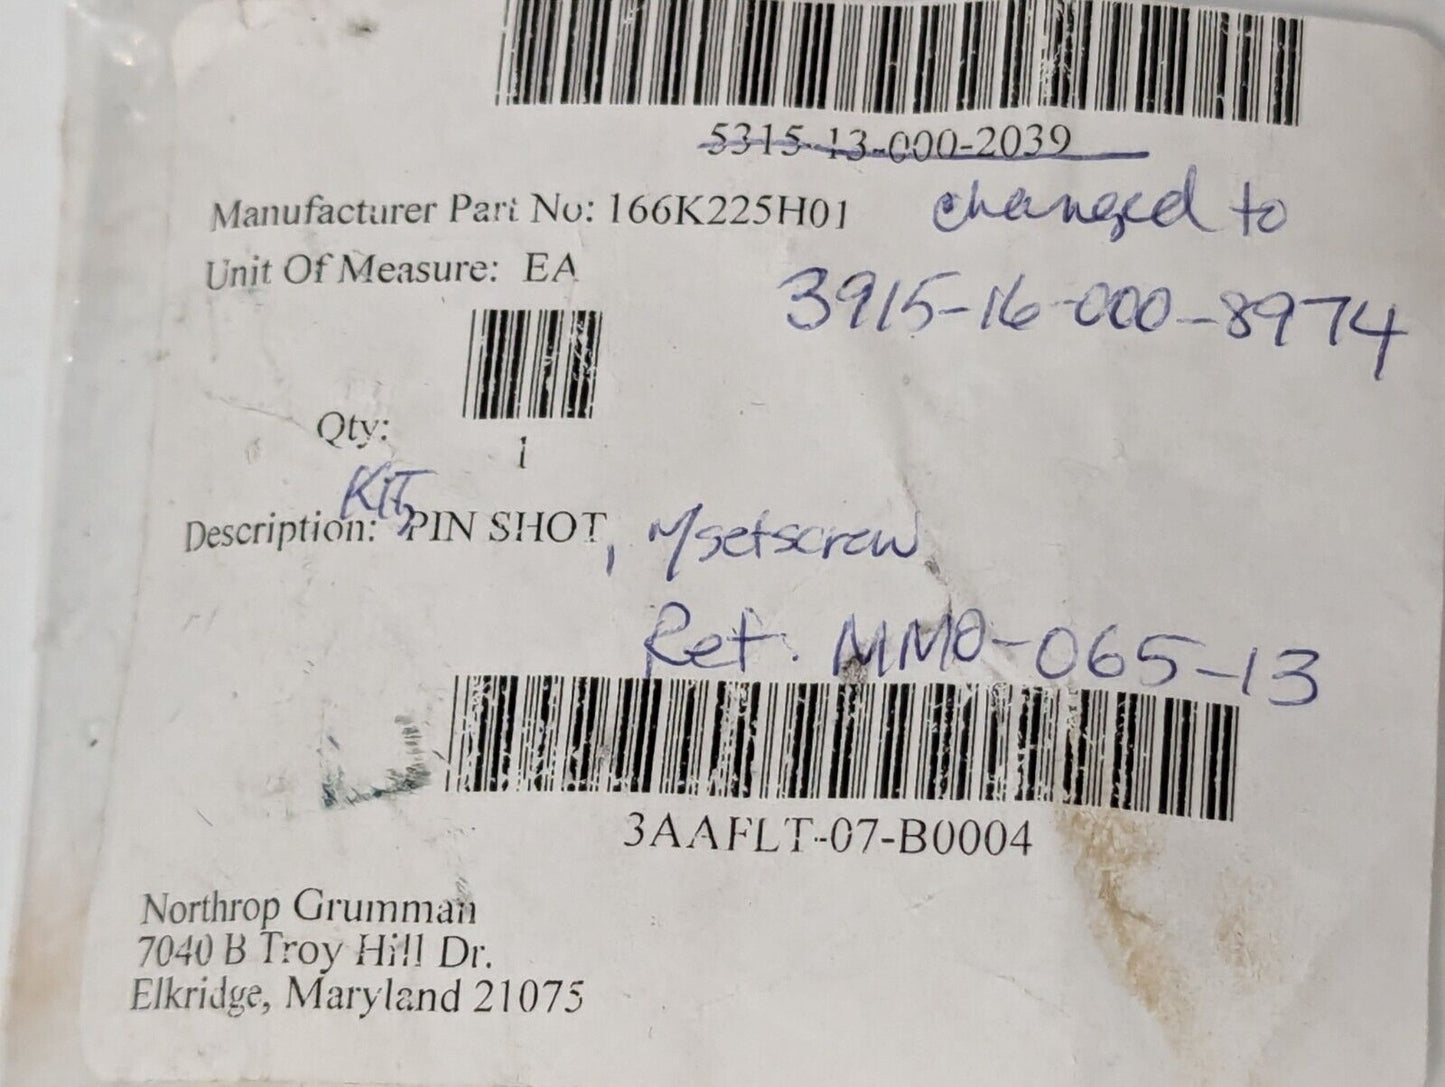 5315-13-000-2039
Manufacturer Part No: 166K225H01 changed to
Unit Of Measure: EA
3915-16-000-8974
Qty:
1
KIT,
Description: PIN SHOT, w/setscrew
Ref. MMO-065-13
3AAFLT-07-B0004
Northrop Grumman
7040 B Troy Hill Dr.
Elkridge, Maryland 21075